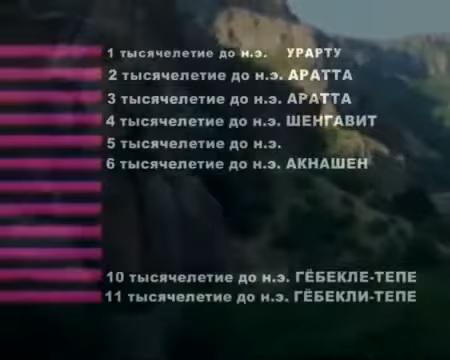 1 тысячелетие до н.э. УРАРТУ
2 тысячелетие до н.э. АРАТТА
3 тысячелетие до н.э. АРАТТА
4 тысячелетие до н.э. ШЕНГАВИТ
5 тысячелетие до н.э.
6 тысячелетие до н.э. АКНАШЕН
10 тысячелетие до н.э. ГЁБЕКЛЕ-ТЕПЕ
11 тысячелетие до н.э. ГЁБЕКЛИ-ТЕПЕ